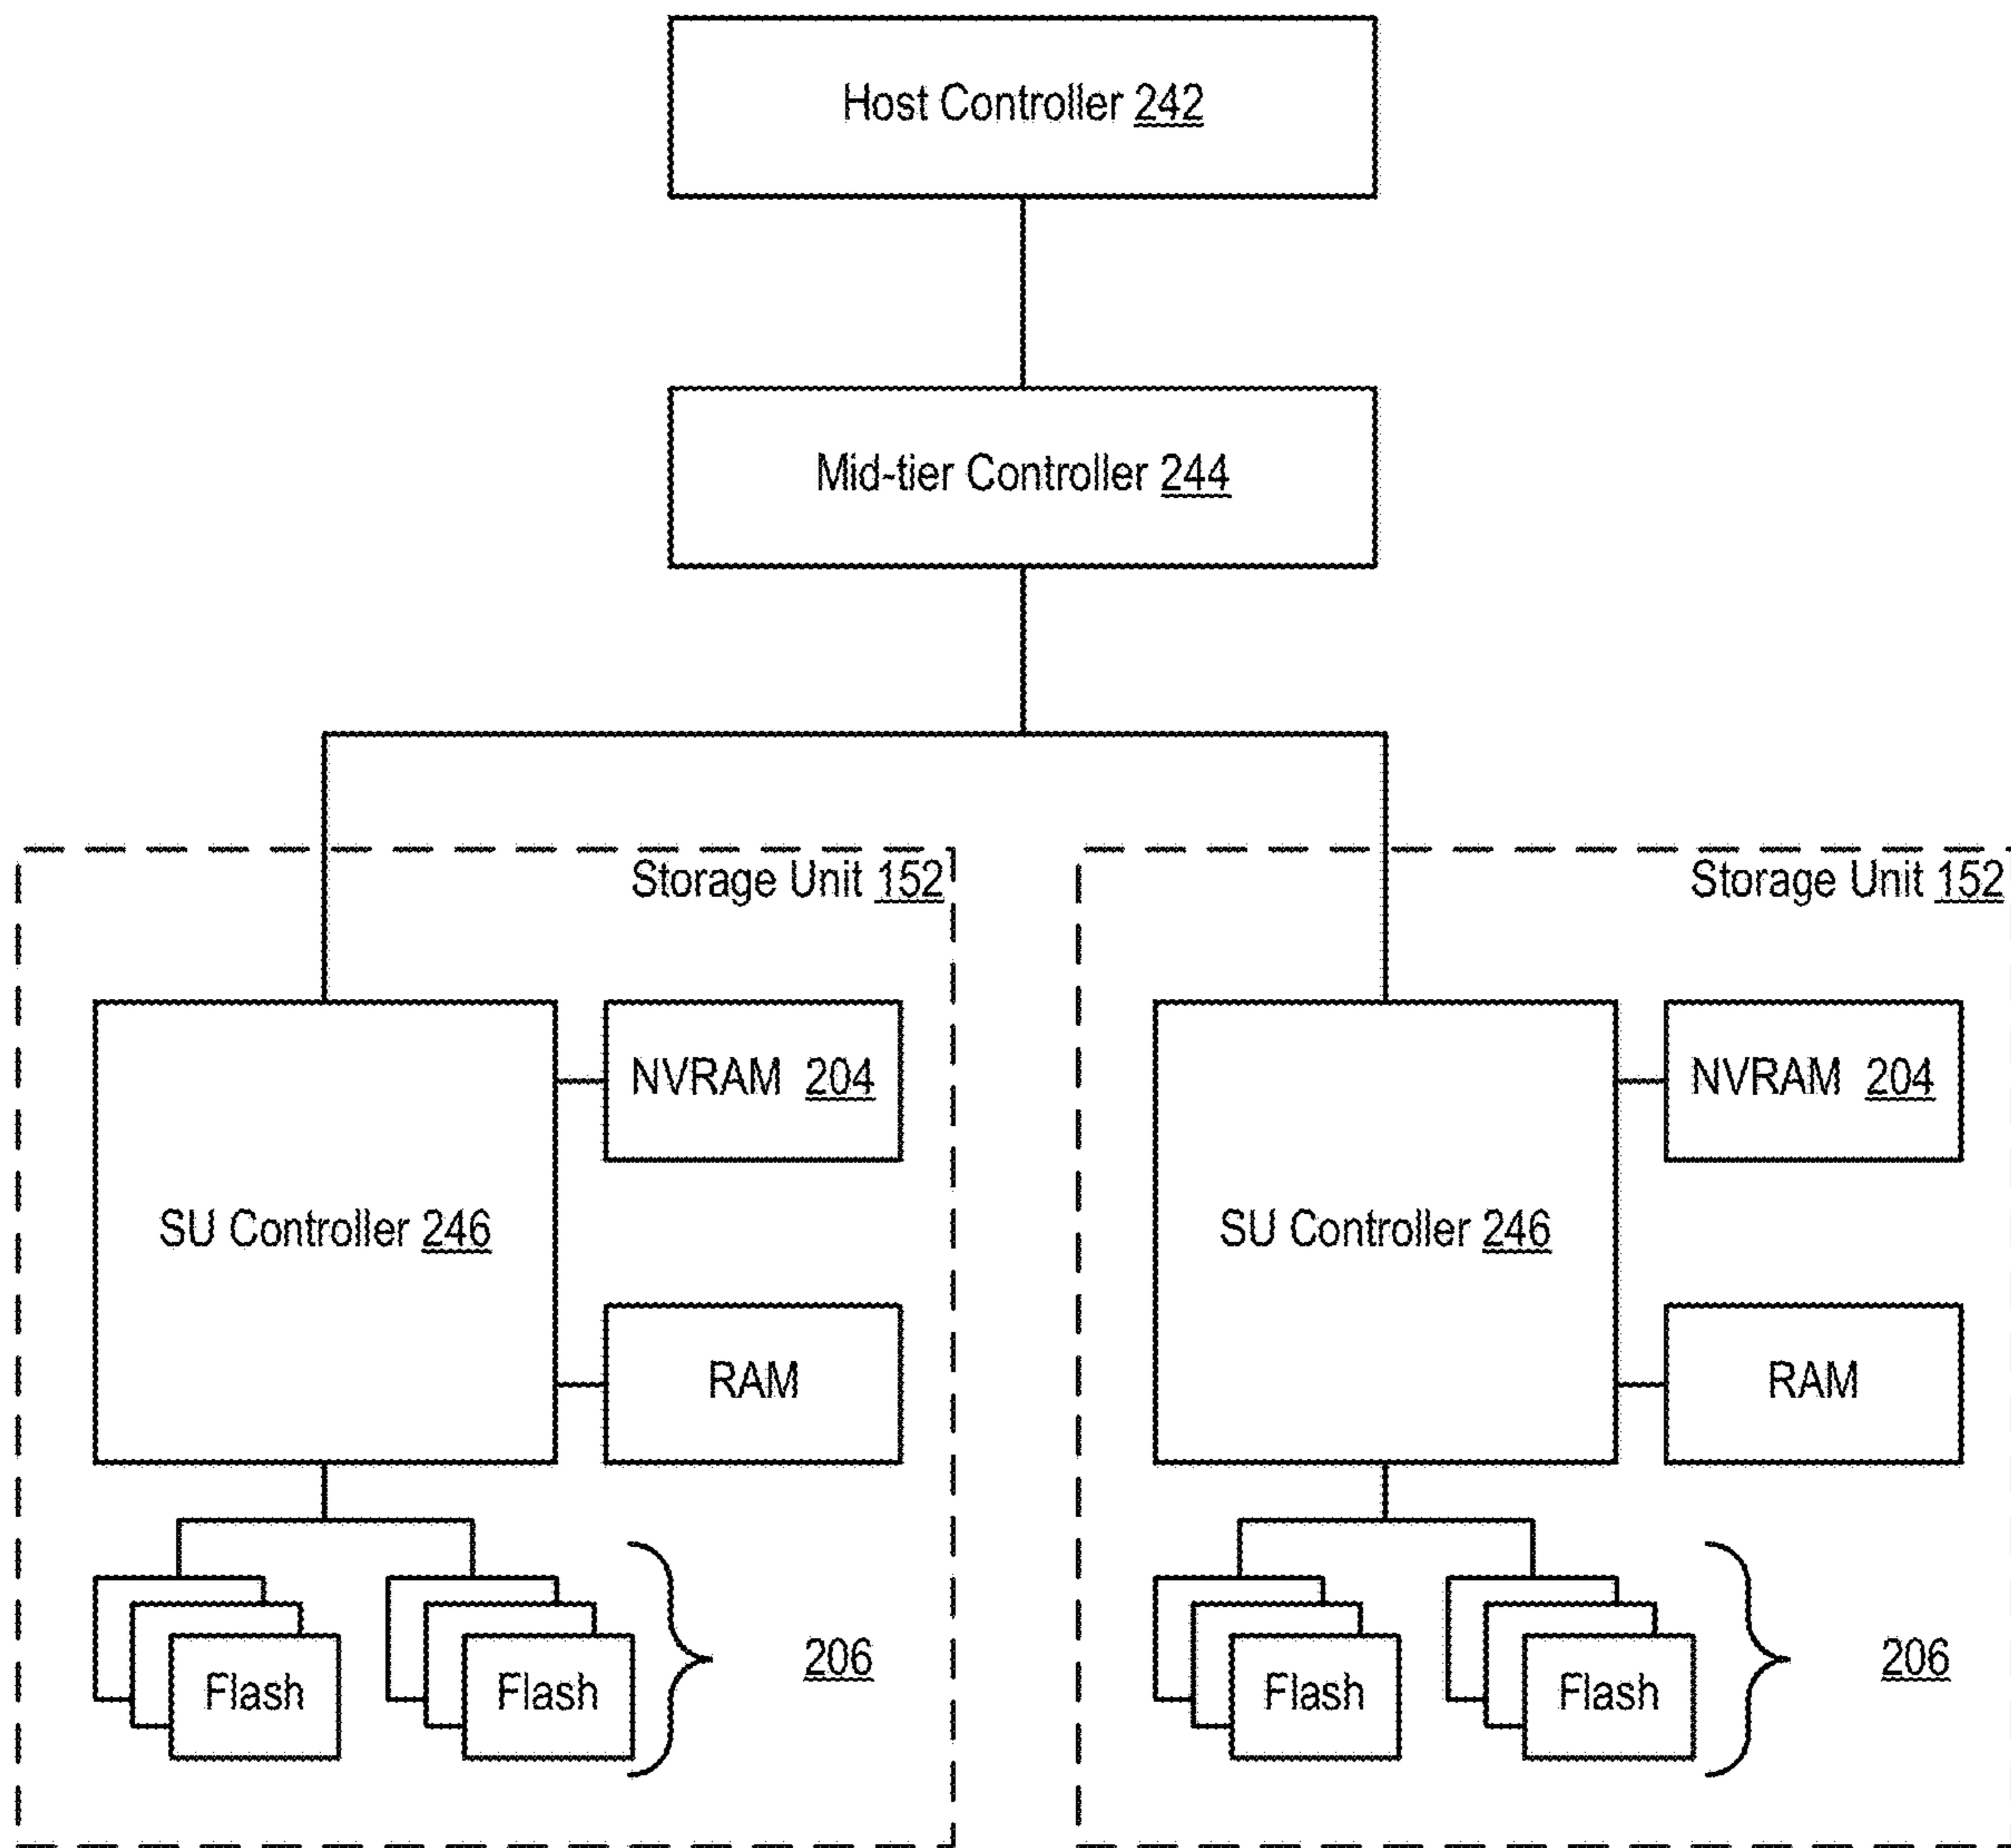 Host Controller 242
Mid-tier Controller 244
Storage Unit 152
SU Controller 246
NVRAM 204
RAM
Flash
Flash
206
Storage Unit 152
SU Controller 246
NVRAM 204
RAM
Flash
Flash
206